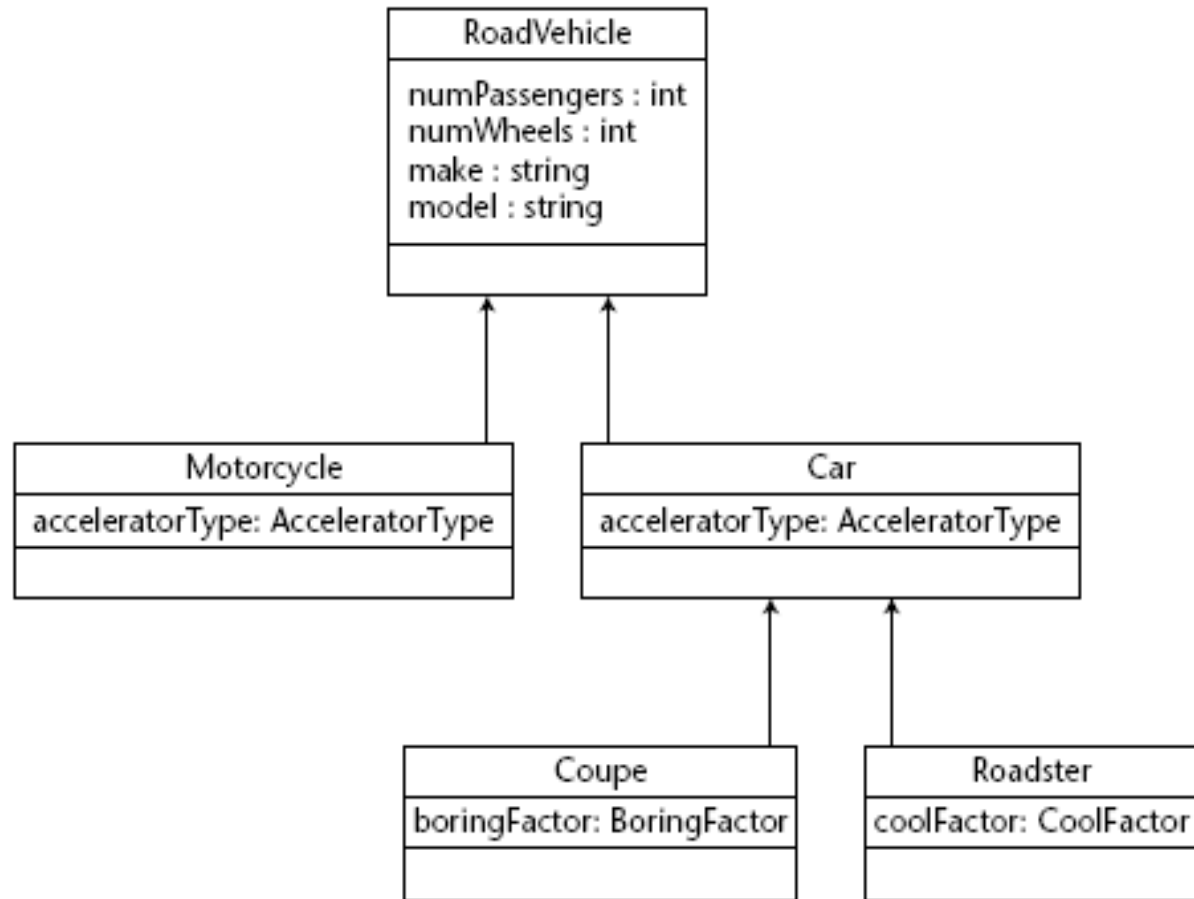 RoadVehicle
numPassengers : int
numWheels : int
make : string
model : string
Motorcycle
acceleratorType: AcceleratorType
Car
acceleratorType: AcceleratorType
Coupe
boringFactor: BoringFactor
Roadster
coolFactor: CoolFactor